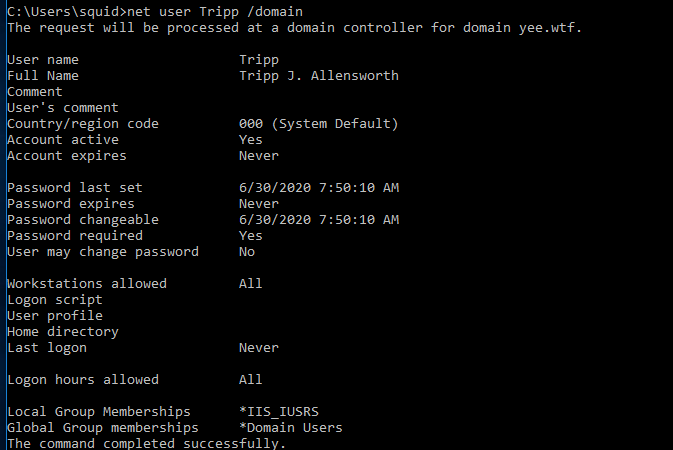 C:\Users\squid>net user Tripp /domain
The request will be processed at a domain controller for domain yee.wtf.
User name                    Tripp
Full Name                    Tripp J. Allensworth
Comment
User's comment
Country/region code          000 (System Default)
Account active               Yes
Account expires              Never
Password last set            6/30/2020 7:50:10 AM
Password expires             Never
Password changeable          6/30/2020 7:50:10 AM
Password required            Yes
User may change password     No
Workstations allowed         All
Logon script
User profile
Home directory
Last logon                   Never
Logon hours allowed          All
Local Group Memberships      *IIS_IUSRS
Global Group memberships     *Domain Users
The command completed successfully.